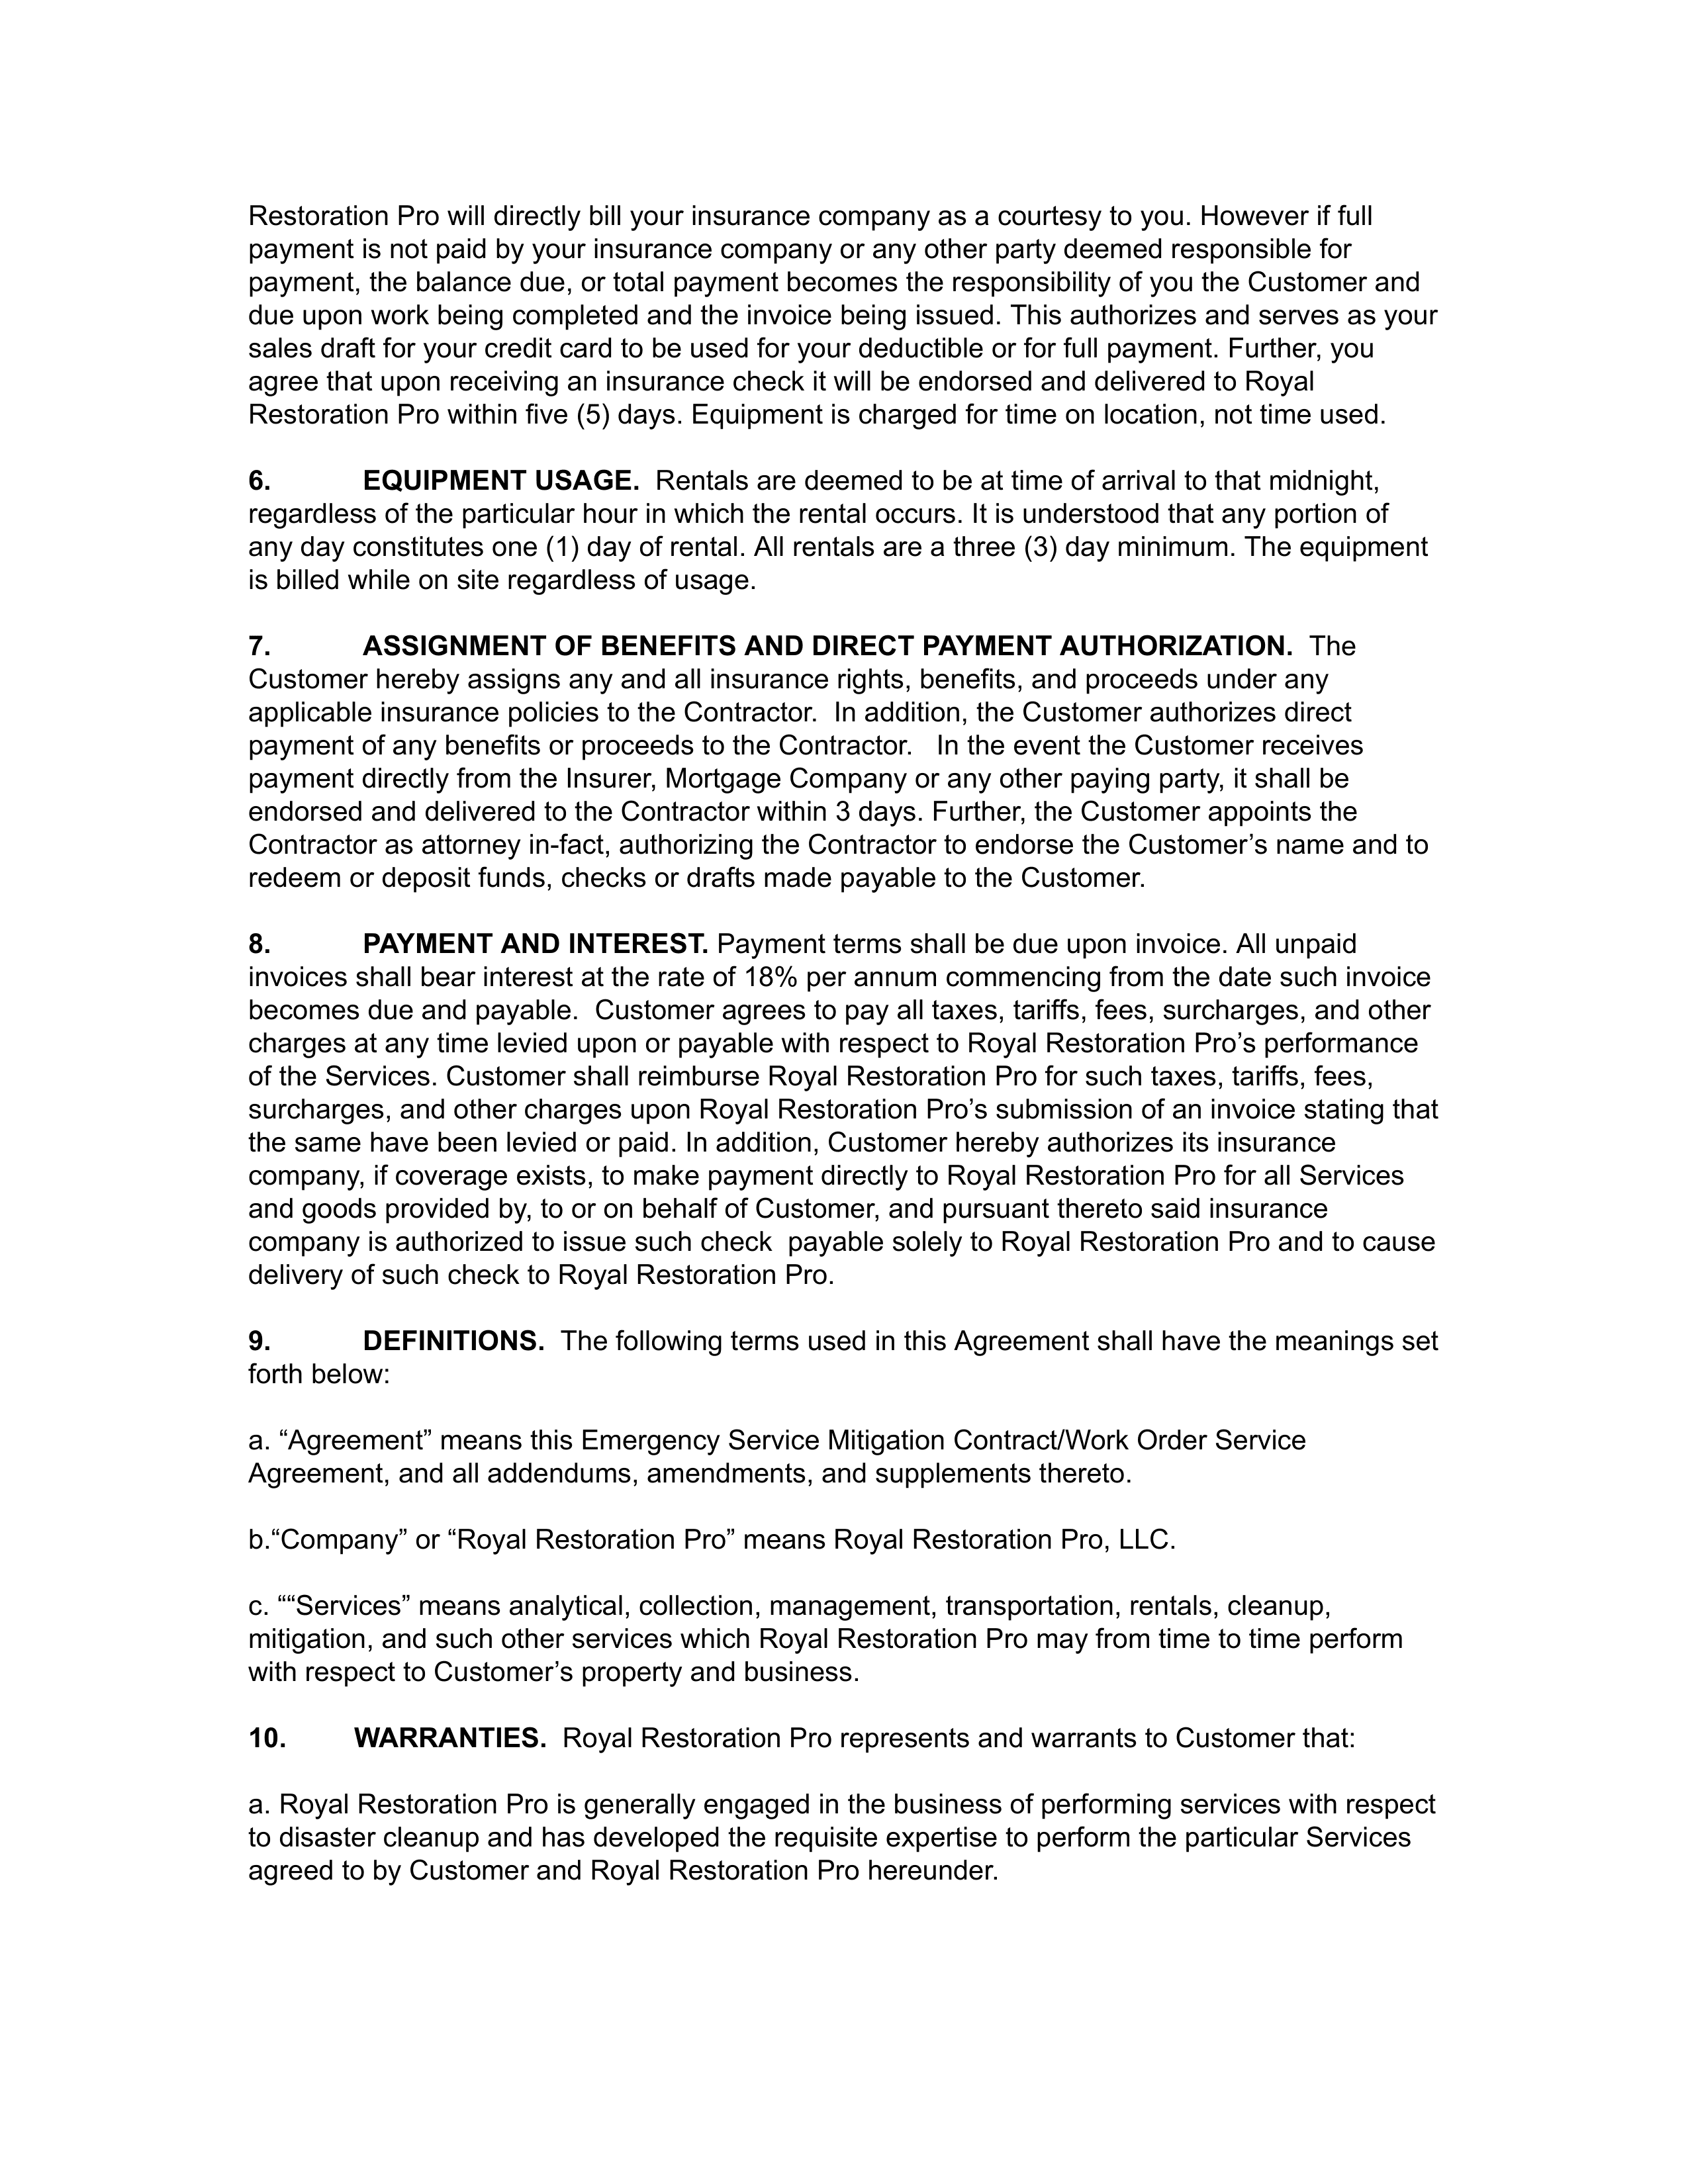 Restoration Pro will directly bill your insurance company as a courtesy to you. However if full
payment is not paid by your insurance company or any other party deemed responsible for
payment, the balance due, or total payment becomes the responsibility of you the Customer and
due upon work being completed and the invoice being issued. This authorizes and serves as your
sales draft for your credit card to be used for your deductible or for full payment. Further, you
agree that upon receiving an insurance check it will be endorsed and delivered to Royal
Restoration Pro within five (5) days. Equipment is charged for time on location, not time used.
6. EQUIPMENT USAGE. Rentals are deemed to be at time of arrival to that midnight,
regardless of the particular hour in which the rental occurs. It is understood that any portion of
any day constitutes one (1) day of rental. All rentals are a three (3) day minimum. The equipment
is billed while on site regardless of usage.
7. ASSIGNMENT OF BENEFITS AND DIRECT PAYMENT AUTHORIZATION. The
Customer hereby assigns any and all insurance rights, benefits, and proceeds under any
applicable insurance policies to the Contractor. In addition, the Customer authorizes direct
payment of any benefits or proceeds to the Contractor. In the event the Customer receives
payment directly from the Insurer, Mortgage Company or any other paying party, it shall be
endorsed and delivered to the Contractor within 3 days. Further, the Customer appoints the
Contractor as attorney in-fact, authorizing the Contractor to endorse the Customer’s name and to
redeem or deposit funds, checks or drafts made payable to the Customer.
8. PAYMENT AND INTEREST. Payment terms shall be due upon invoice. All unpaid
invoices shall bear interest at the rate of 18% per annum commencing from the date such invoice
becomes due and payable. Customer agrees to pay all taxes, tariffs, fees, surcharges, and other
charges at any time levied upon or payable with respect to Royal Restoration Pro’s performance
of the Services. Customer shall reimburse Royal Restoration Pro for such taxes, tariffs, fees,
surcharges, and other charges upon Royal Restoration Pro’s submission of an invoice stating that
the same have been levied or paid. In addition, Customer hereby authorizes its insurance
company, if coverage exists, to make payment directly to Royal Restoration Pro for all Services
and goods provided by, to or on behalf of Customer, and pursuant thereto said insurance
company is authorized to issue such check payable solely to Royal Restoration Pro and to cause
delivery of such check to Royal Restoration Pro.
9. DEFINITIONS. The following terms used in this Agreement shall have the meanings set
forth below:
a. “Agreement” means this Emergency Service Mitigation Contract/Work Order Service
Agreement, and all addendums, amendments, and supplements thereto.
b.“Company” or “Royal Restoration Pro” means Royal Restoration Pro, LLC.
c. ““Services” means analytical, collection, management, transportation, rentals, cleanup,
mitigation, and such other services which Royal Restoration Pro may from time to time perform
with respect to Customer’s property and business.
10. WARRANTIES. Royal Restoration Pro represents and warrants to Customer that:
a. Royal Restoration Pro is generally engaged in the business of performing services with respect
to disaster cleanup and has developed the requisite expertise to perform the particular Services
agreed to by Customer and Royal Restoration Pro hereunder.